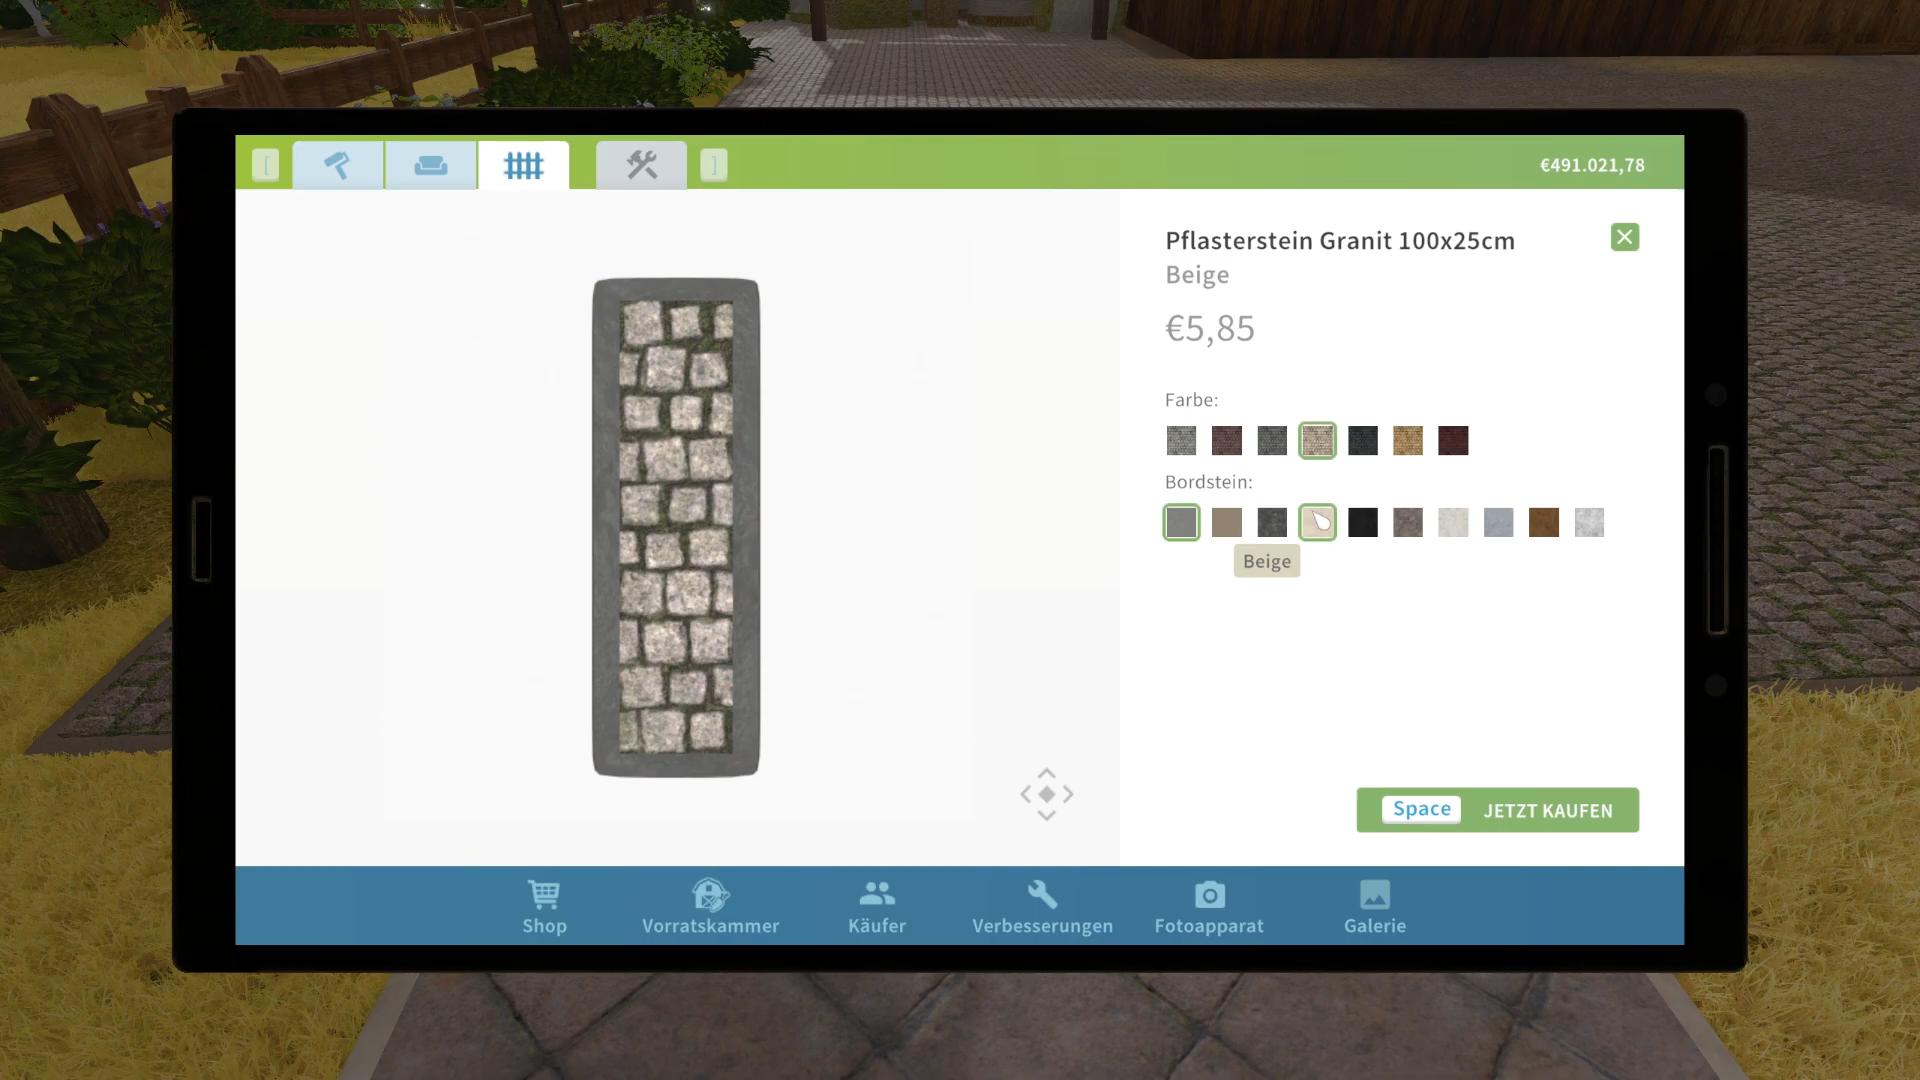 [
]
€491.021,78
Pflasterstein Granit 100x25cm
Beige
€5,85
Farbe:
Bordstein:
Beige
Space JETZT KAUFEN
Shop Vorratskammer Käufer Verbesserungen Fotoapparat Galerie